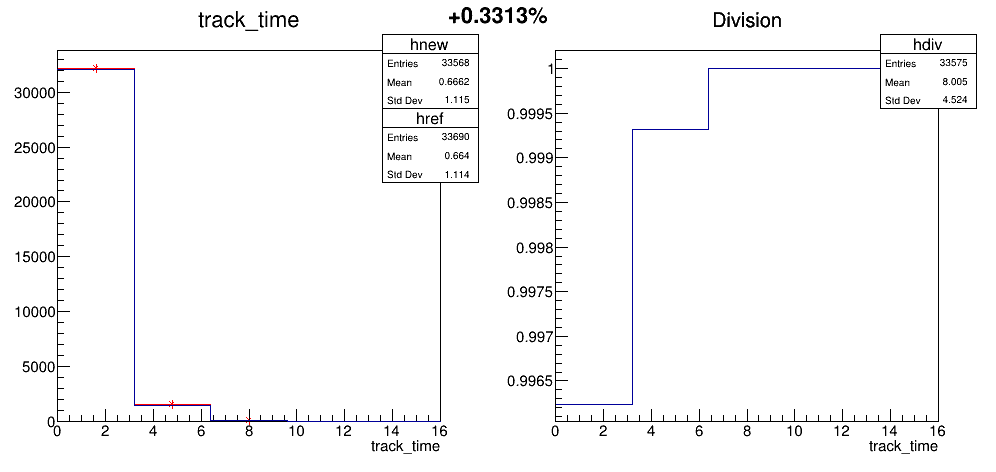 +0.3313%
track_time
hnew
Entries 33568
Mean 0.6662
Std Dev 1.115
href
Entries 33690
Mean 0.664
Std Dev 1.114
30000
25000
20000
15000
10000
5000
0
0 2 4 6 8 10 12 14 16
track_time
Division
hdiv
Entries 33575
Mean 8.005
Std Dev 4.524
1
0.9995
0.999
0.9985
0.998
0.9975
0.997
0.9965
0 2 4 6 8 10 12 14 16
track_time